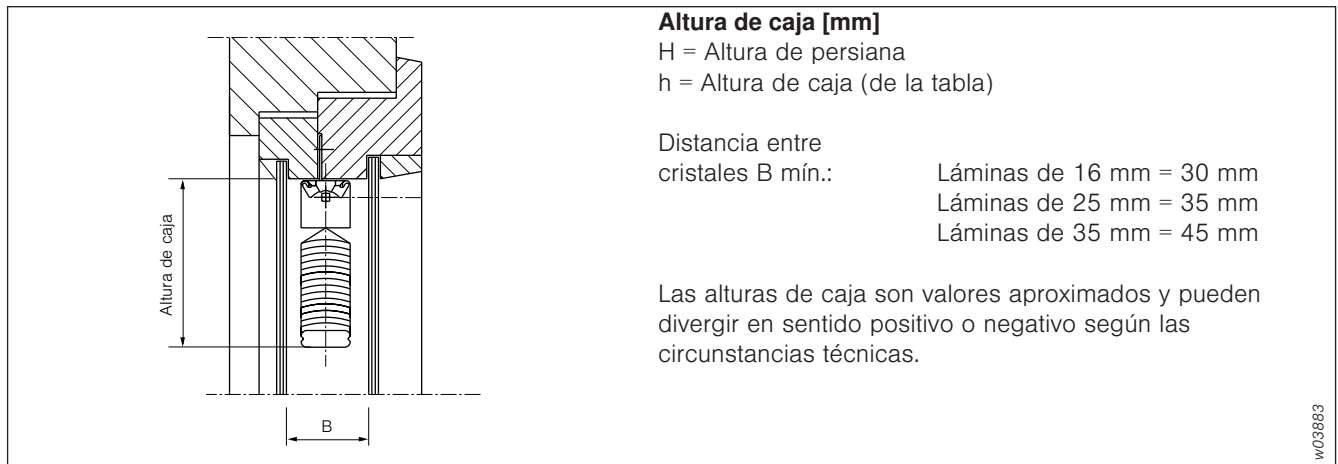 Altura de caja [mm]
H = Altura de persiana
h = Altura de caja (de la tabla)
Distancia entre
cristales B mín.: Láminas de 16 mm = 30 mm
Láminas de 25 mm = 35 mm
Láminas de 35 mm = 45 mm
Las alturas de caja son valores aproximados y pueden
divergir en sentido positivo o negativo según las
circunstancias técnicas.
Altura de caja
B
w03883